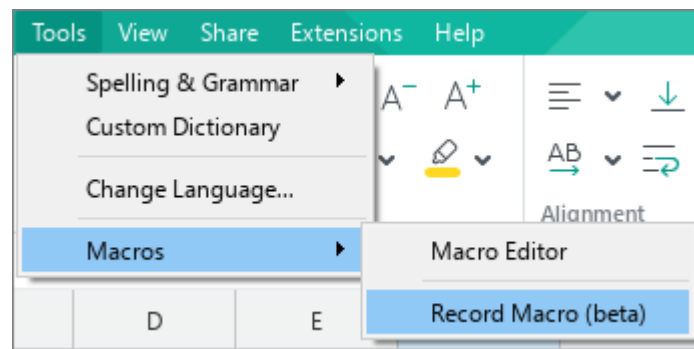 Tools View Share Extensions Help
Spelling & Grammar
A− A+
Custom Dictionary
AB
Change Language...
Alignment
Macros
Macro Editor
Record Macro (beta)
D E